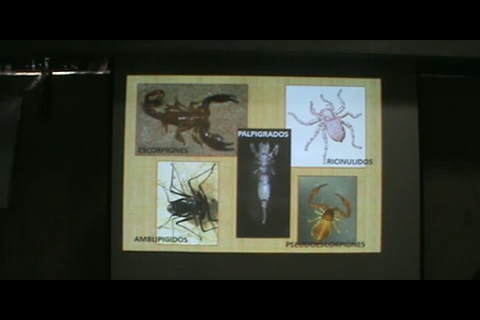 PALPIGRADOS
ESCORPIONES
RICINULIDOS
AMBLIPIGIDOS
PSEUDOESCORPIONES